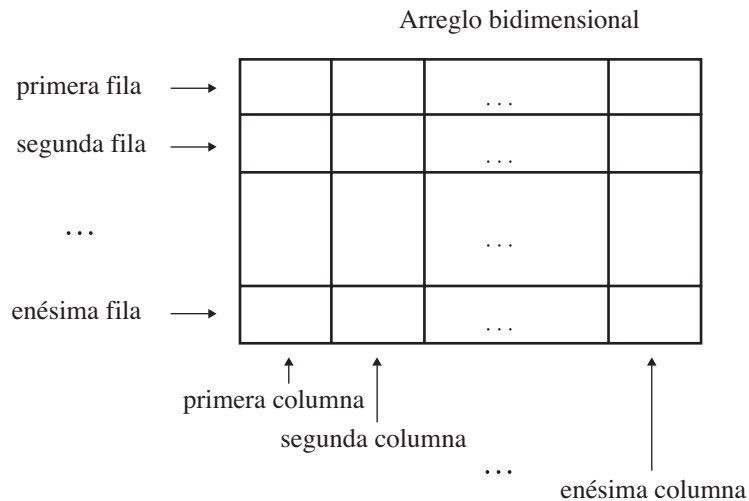 Arreglo bidimensional
primera fila
...
segunda fila
...
...
...
enésima fila
...
primera columna
segunda columna
...
enésima columna